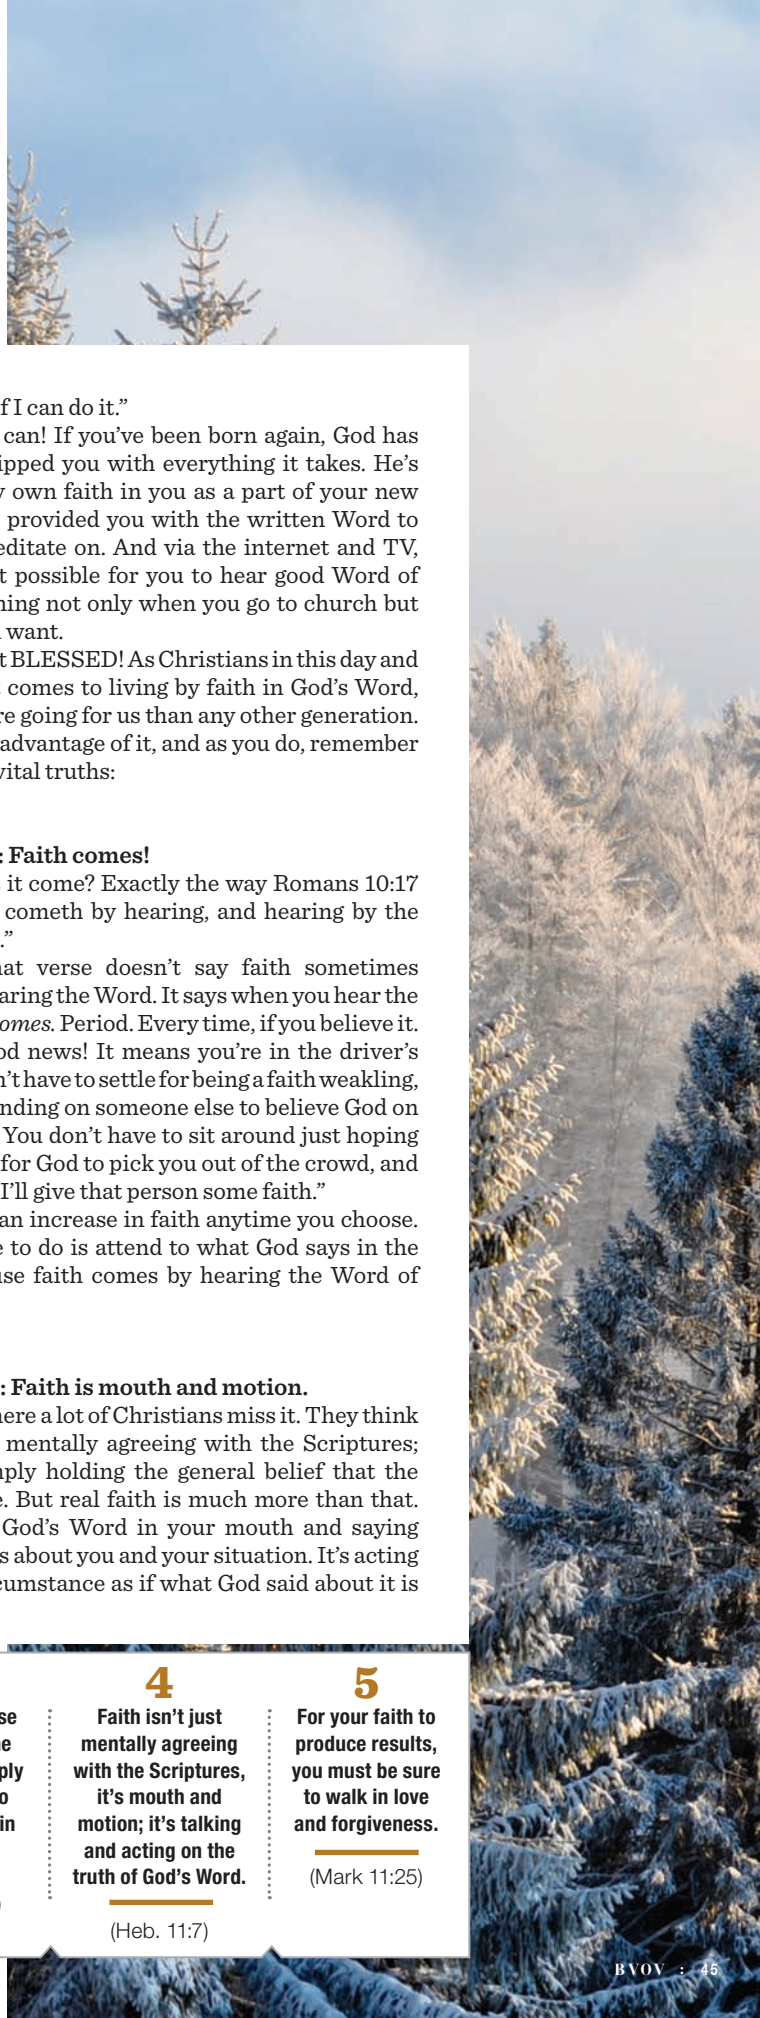 f I can do it.”
can! If you’ve been born again, God has
ipped you with everything it takes. He’s
y own faith in you as a part of your new
provided you with the written Word to
editate on. And via the internet and TV,
t possible for you to hear good Word of
ning not only when you go to church but
want.
t BLESSED! As Christians in this day and
comes to living by faith in God’s Word,
re going for us than any other generation.
advantage of it, and as you do, remember
vital truths:
: Faith comes!
it come? Exactly the way Romans 10:17
cometh by hearing, and hearing by the
.”
hat verse doesn’t say faith sometimes
aring the Word. It says when you hear the
omes. Period. Every time, if you believe it.
od news! It means you’re in the driver’s
n’t have to settle for being a faith weakling,
nding on someone else to believe God on
You don’t have to sit around just hoping
for God to pick you out of the crowd, and
I’ll give that person some faith.”
an increase in faith anytime you choose.
e to do is attend to what God says in the
use faith comes by hearing the Word of
: Faith is mouth and motion.
here a lot of Christians miss it. They think
mentally agreeing with the Scriptures;
mply holding the general belief that the
e. But real faith is much more than that.
God’s Word in your mouth and saying
s about you and your situation. It’s acting
cumstance as if what God said about it is
se
e
ply
o
in
)
4
Faith isn’t just
mentally agreeing
with the Scriptures,
it’s mouth and
motion; it’s talking
and acting on the
truth of God’s Word.
(Heb. 11:7)
5
For your faith to
produce results,
you must be sure
to walk in love
and forgiveness.
(Mark 11:25)
BVOV : 45